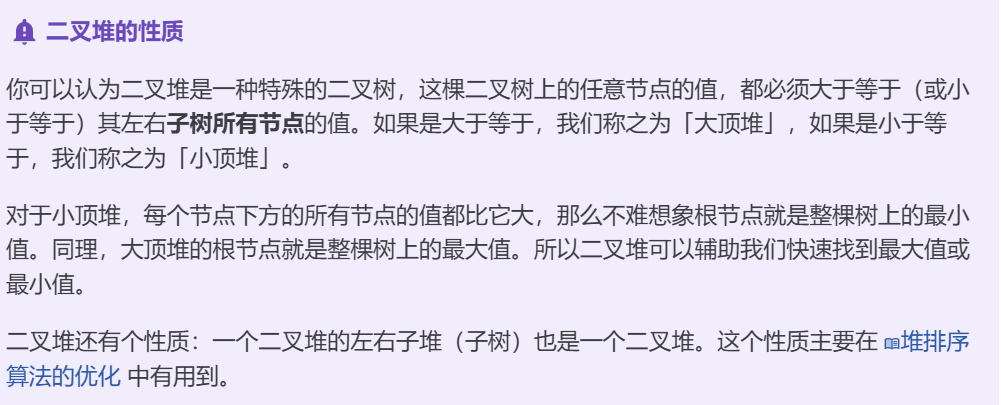 二叉堆的性质
你可以认为二叉堆是一种特殊的二叉树，这棵二叉树上的任意节点的值，都必须大于等于（或小
于等于）其左右子树所有节点的值。如果是大于等于，我们称之为「大顶堆」，如果是小于等
于，我们称之为「小顶堆」。
对于小顶堆，每个节点下方的所有节点的值都比它大，那么不难想象根节点就是整棵树上的最小
值。同理，大顶堆的根节点就是整棵树上的最大值。所以二叉堆可以辅助我们快速找到最大值或
最小值。
二叉堆还有个性质：一个二叉堆的左右子堆（子树）也是一个二叉堆。这个性质主要在 堆排序
算法的优化 中有用到。